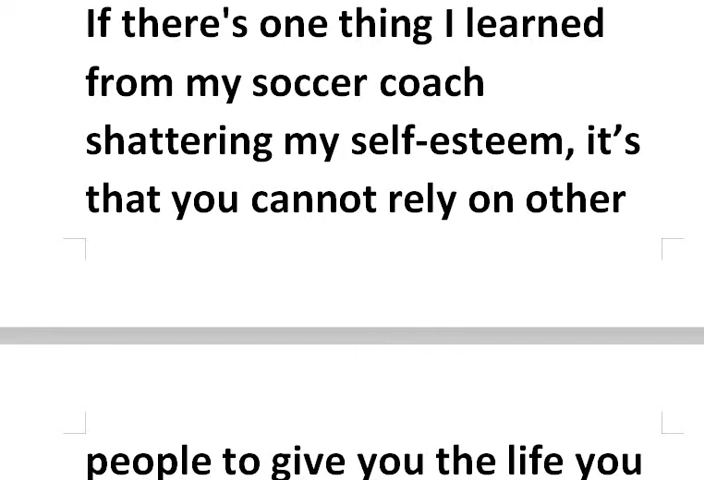 If there's one thing I learned
from my soccer coach
shattering my self-esteem, it’s
that you cannot rely on other
people to give you the life you